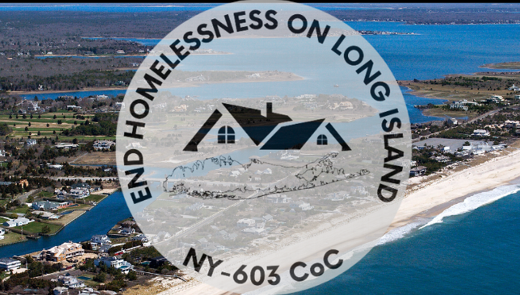 END HOMELESSNESS ON LONG ISLAND
NY-603 CoC